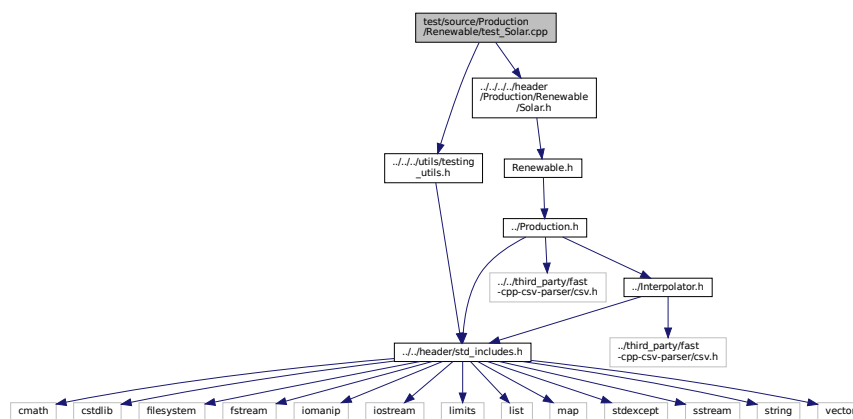 test/source/Production
/Renewable/test_Solar.cpp
../../../../header
/Production/Renewable
/Solar.h
../../../utils/testing
_utils.h
Renewable.h
../Production.h
../../third_party/fast
-cpp-csv-parser/csv.h
../Interpolator.h
../third_party/fast
-cpp-csv-parser/csv.h
../../header/std_includes.h
cmath
cstdlib
filesystem
fstream
iomanip
iostream
limits
list
map
stdexcept
sstream
string